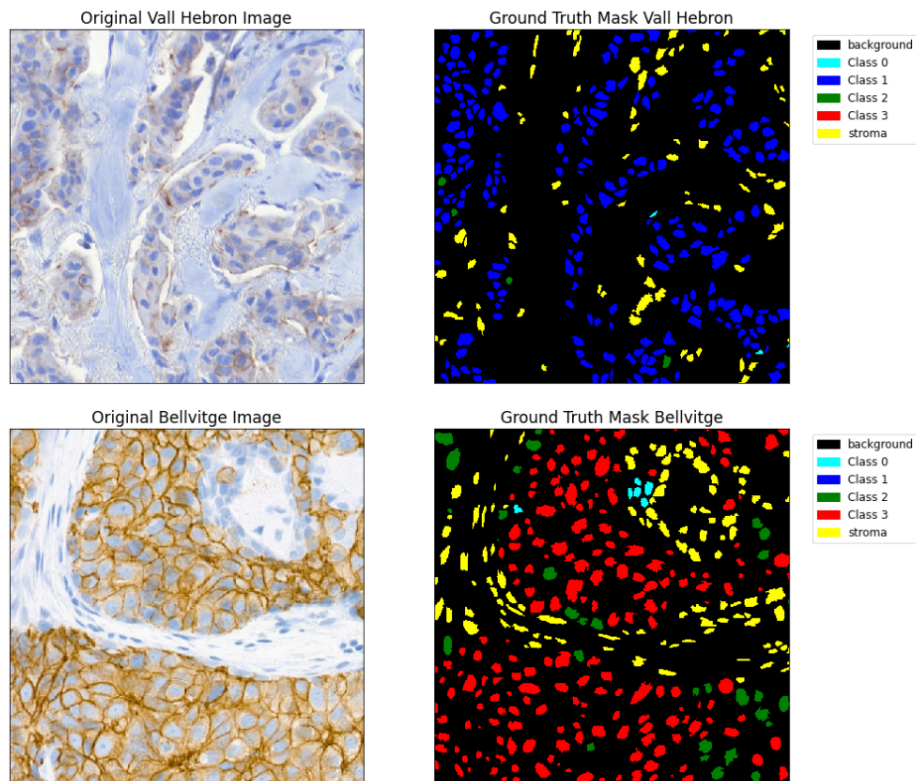 Original Vall Hebron Image
Ground Truth Mask Vall Hebron
background
Class 0
Class 1
Class 2
Class 3
stroma
Original Bellvitge Image
Ground Truth Mask Bellvitge
background
Class 0
Class 1
Class 2
Class 3
stroma